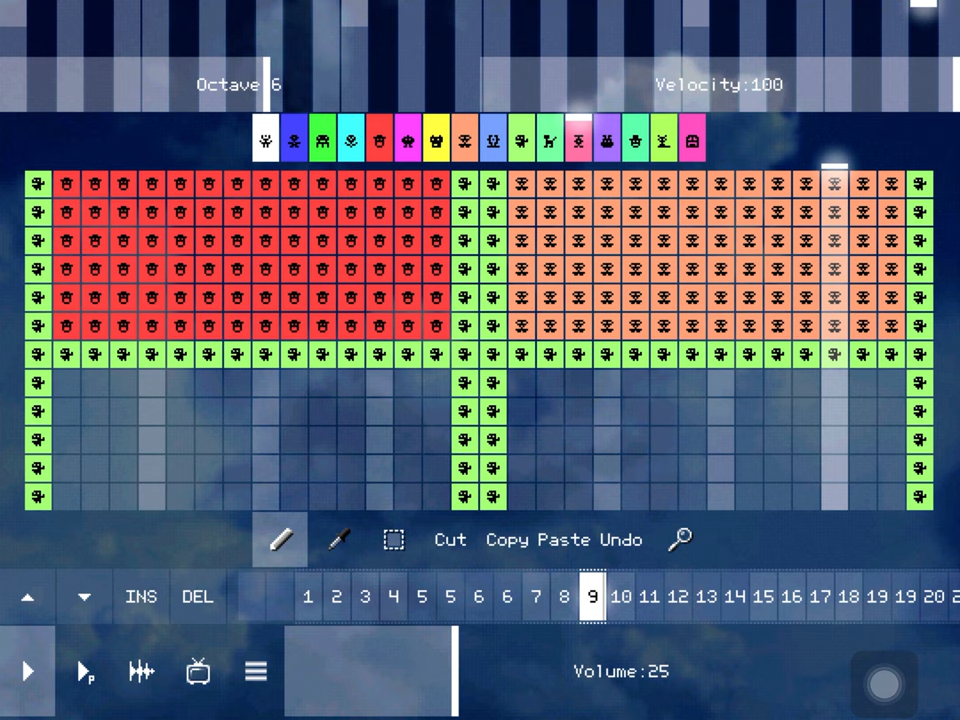 Octave 6 Velocity:100
Cut Copy Paste Undo
INS DEL 1 2 3 4 5 5 6 6 7 8 9 10 11 12 13 14 15 16 17 18 19 19 20
P Volume:25